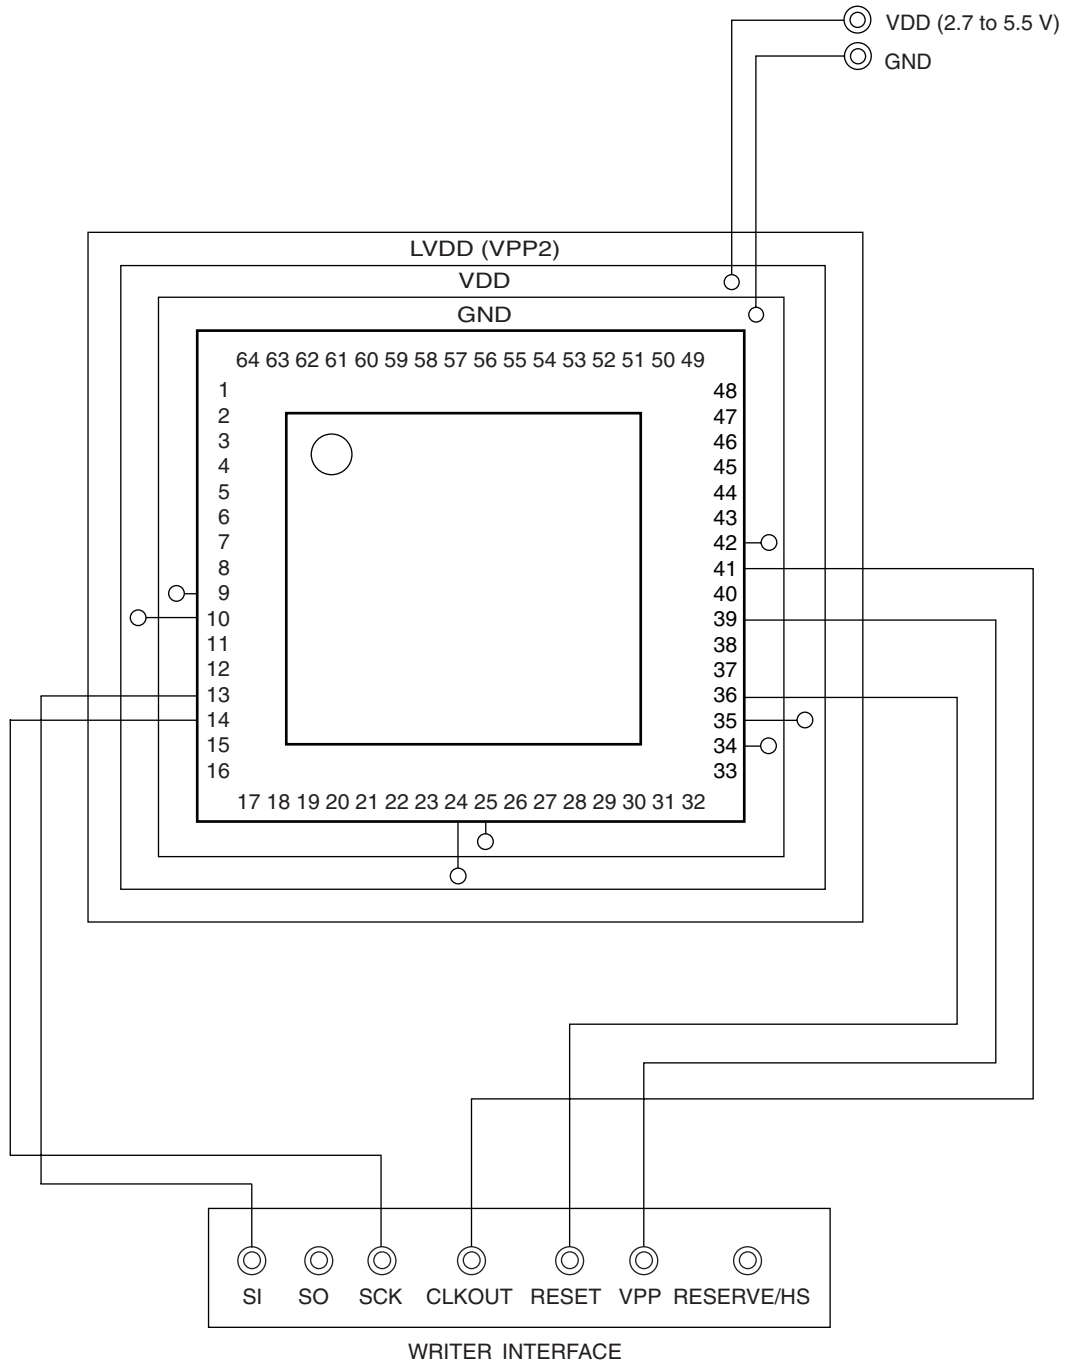 VDD (2.7 to 5.5 V)
GND
LVDD (VPP2)
VDD
GND
64 63 62 61 60 59 58 57 56 55 54 53 52 51 50 49
1 48
2 47
3 46
4 45
5 44
6 43
7 42
8 41
9 40
10 39
11 38
12 37
13 36
14 35
15 34
16 33
17 18 19 20 21 22 23 24 25 26 27 28 29 30 31 32
SI SO SCK CLKOUT RESET VPP RESERVE/HS
WRITER INTERFACE